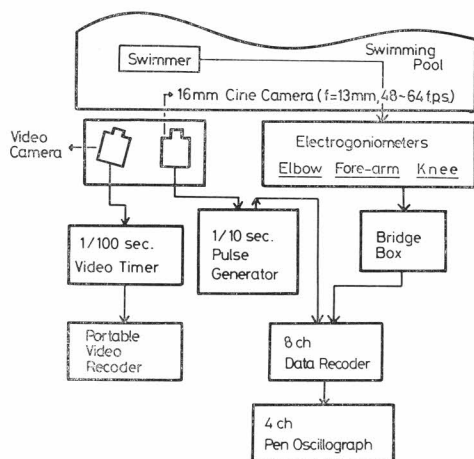 Swimming
Pool
Swimmer
16mm Cine Camera (f=13mm, 48~64 f.p.s.)
Video
Camera
Electrogoniometers
Elbow Fore-arm Knee
1/100 sec.
Video Timer
1/10 sec.
Pulse
Generator
Bridge
Box
Portable
Video
Recoder
8 ch
Data Recoder
4 ch
Pen Oscillograph